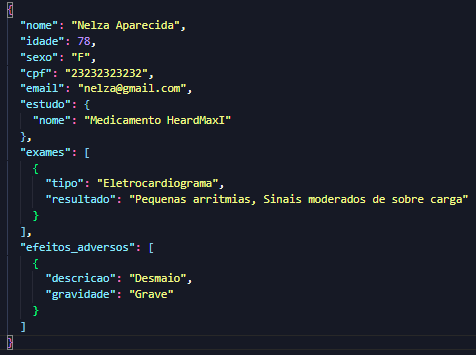 {
  "nome": "Nelza Aparecida",
  "idade": 78,
  "sexo": "F",
  "cpf": "23232323232",
  "email": "nelza@gmail.com",
  "estudo": {
    "nome": "Medicamento HeardMaxI"
  },
  "exames": [
    {
      "tipo": "Eletrocardiograma",
      "resultado": "Pequenas arritmias, Sinais moderados de sobre carga"
    }
  ],
  "efeitos_adversos": [
    {
      "descricao": "Desmaio",
      "gravidade": "Grave"
    }
  ]
}